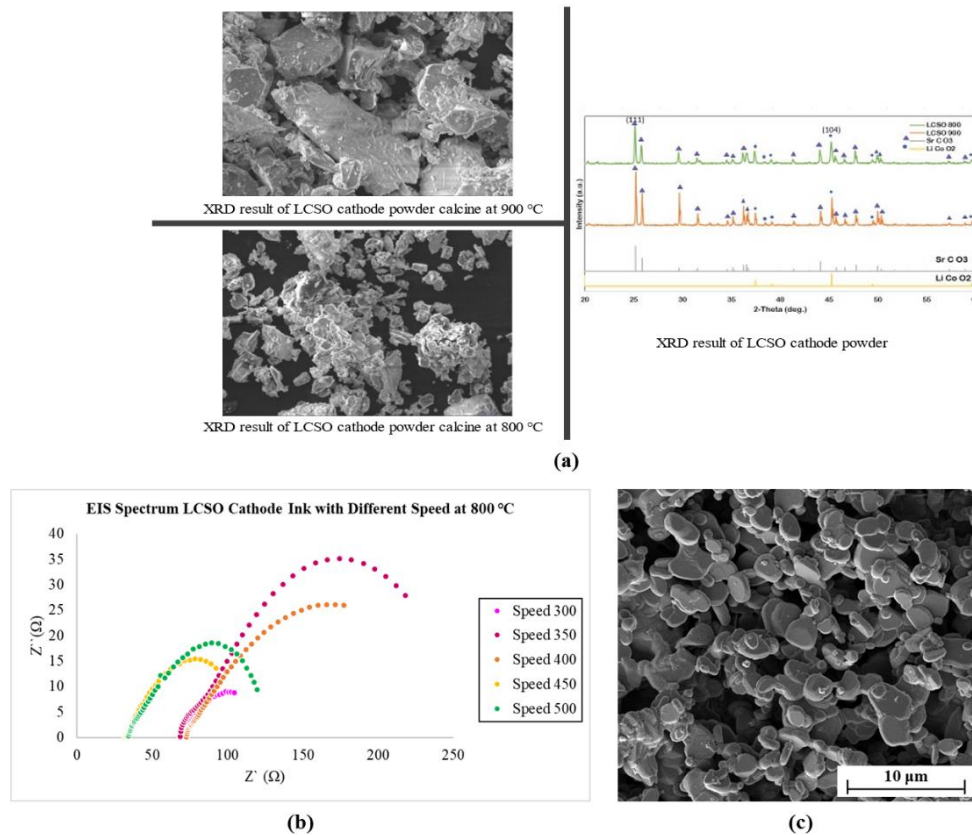 XRD result of LCSO cathode powder calcine at 900 °C
XRD result of LCSO cathode powder calcine at 800 °C
(111)
(104)
LCSO 800
LCSO 900
Sr C O3
Li Co O2
Intensity (a.u.)
Sr C O3
Li Co O2
20 25 30 36 41 45 50 55
2-Theta (deg.)
XRD result of LCSO cathode powder
(a)
EIS Spectrum LCSO Cathode Ink with Different Speed at 800 °C
40
35
30
25
20
15
10
5
0
Z``(Ω)
0 50 100 150 200 250
Z` (Ω)
Speed 300
Speed 350
Speed 400
Speed 450
Speed 500
(b)
10 µm
(c)